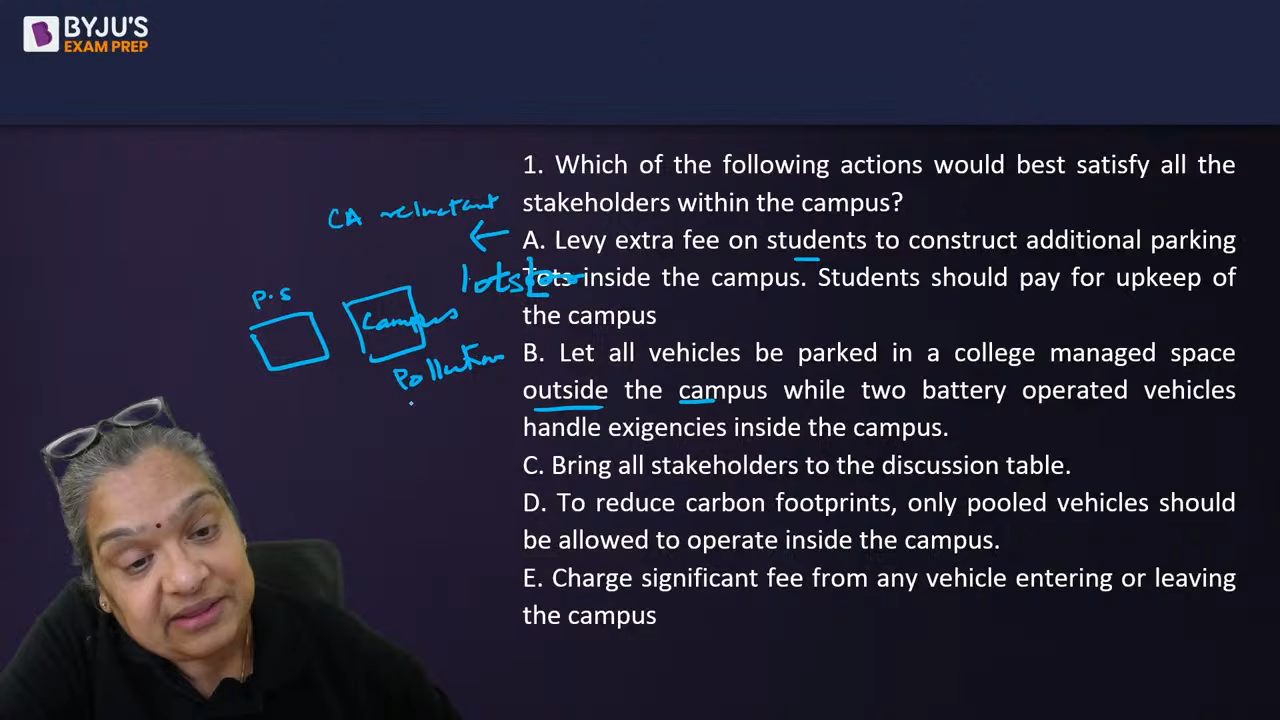 BYJU'S
EXAM PREP
1. Which of the following actions would best satisfy all the
stakeholders within the campus?
CA reluctant
A. Levy extra fee on students to construct additional parking
lots
Tots inside the campus. Students should pay for upkeep of
the campus
P.S
Campus
Pollution
B. Let all vehicles be parked in a college managed space
outside the campus while two battery operated vehicles
handle exigencies inside the campus.
C. Bring all stakeholders to the discussion table.
D. To reduce carbon footprints, only pooled vehicles should
be allowed to operate inside the campus.
E. Charge significant fee from any vehicle entering or leaving
the campus